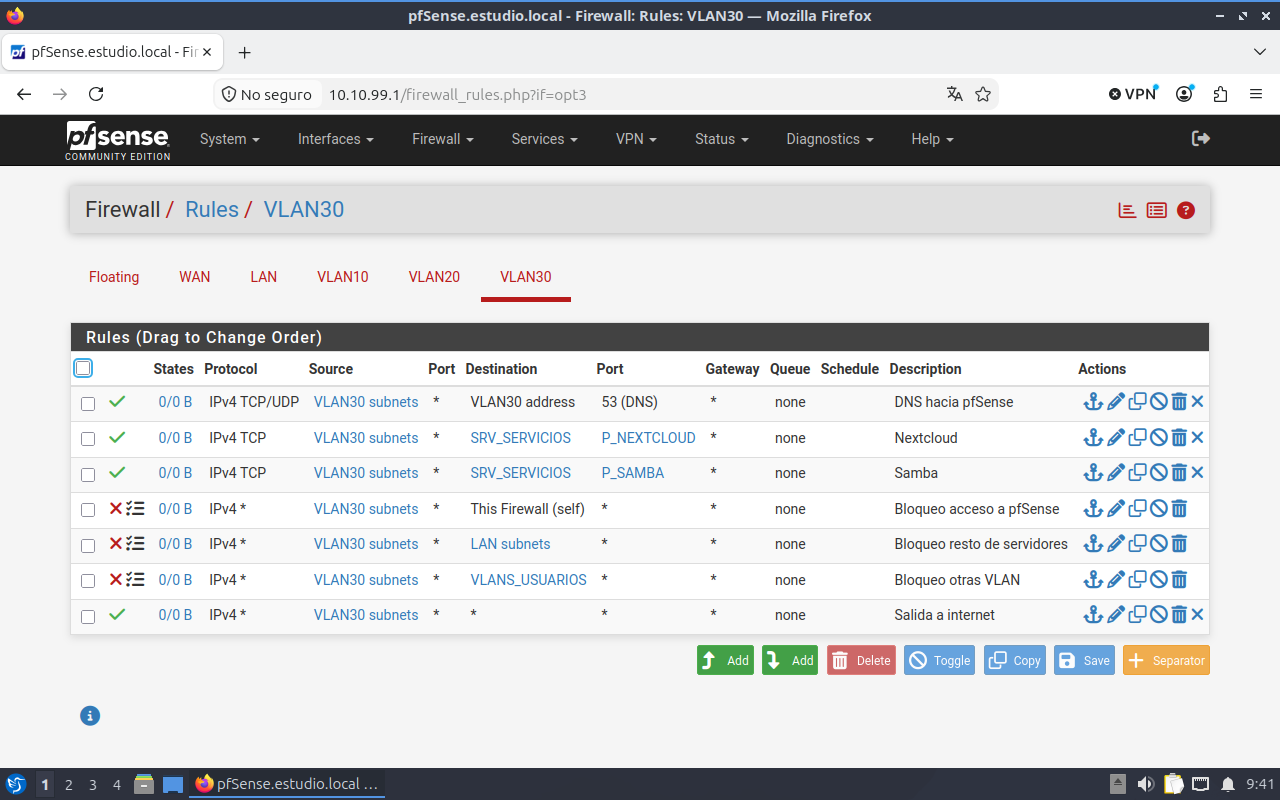 pfSense.estudio.local - Firewall: Rules: VLAN30 — Mozilla Firefox
pfSense.estudio.local - Fir
No seguro 10.10.99.1/firewall_rules.php?if=opt3 VPN
pfsense COMMUNITY EDITION
System Interfaces Firewall Services VPN Status Diagnostics Help
Firewall / Rules / VLAN30
Floating WAN LAN VLAN10 VLAN20 VLAN30
Rules (Drag to Change Order)
States Protocol Source Port Destination Port Gateway Queue Schedule Description Actions
0/0 B IPv4 TCP/UDP VLAN30 subnets * VLAN30 address 53 (DNS) * none DNS hacia pfSense
0/0 B IPv4 TCP VLAN30 subnets * SRV_SERVICIOS P_NEXTCLOUD * none Nextcloud
0/0 B IPv4 TCP VLAN30 subnets * SRV_SERVICIOS P_SAMBA * none Samba
0/0 B IPv4 * VLAN30 subnets * This Firewall (self) * * none Bloqueo acceso a pfSense
0/0 B IPv4 * VLAN30 subnets * LAN subnets * * none Bloqueo resto de servidores
0/0 B IPv4 * VLAN30 subnets * VLANS_USUARIOS * * none Bloqueo otras VLAN
0/0 B IPv4 * VLAN30 subnets * * * * none Salida a internet
Add Add Delete Toggle Copy Save Separator
1 2 3 4 pfSense.estudio.local ... 9:41